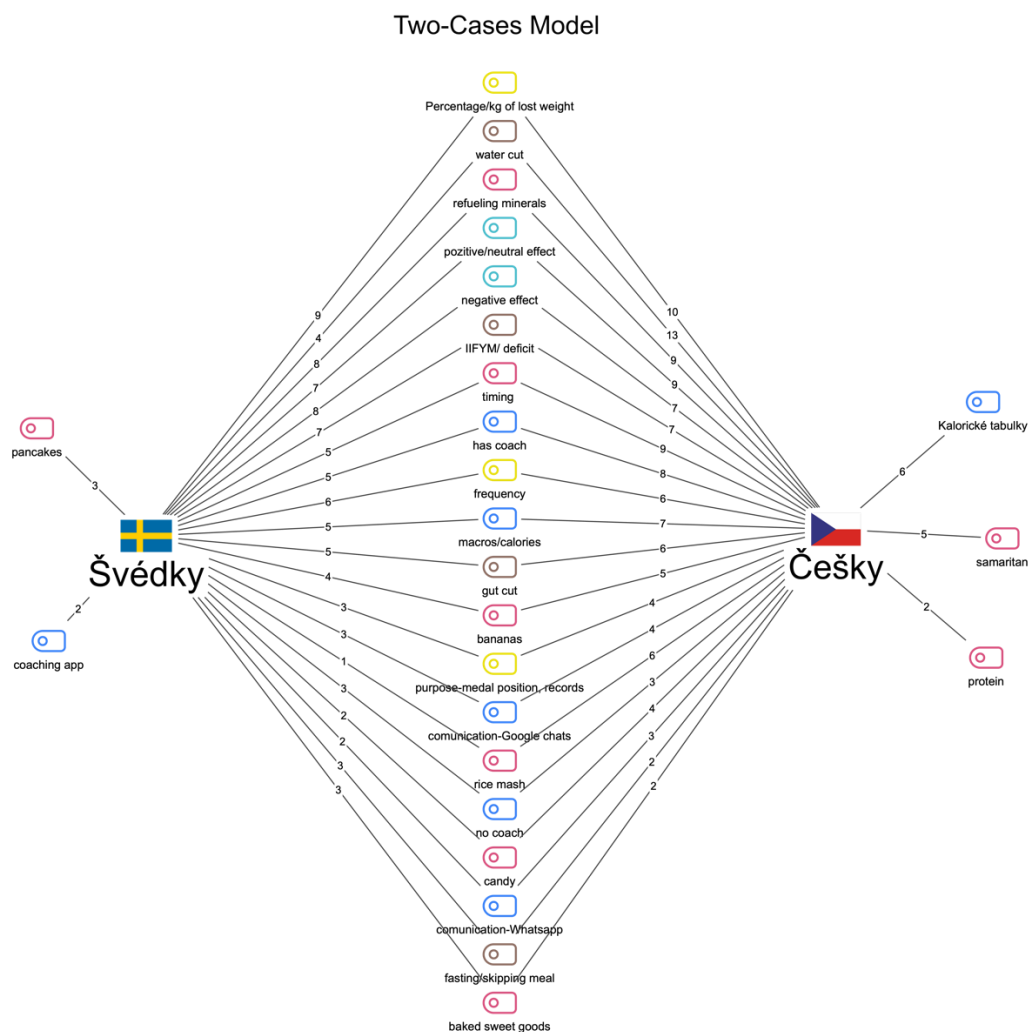 Two-Cases Model
Percentage/kg of lost weight
water cut
refueling minerals
pozitive/neutral effect
negative effect
IIFYM/ deficit
9
10
4
13
8
9
7
9
8
7
7
7
timing
5
9
has coach
5
8
frequency
6
6
macros/calories
5
7
gut cut
5
6
bananas
4
5
purpose-medal position, records
3
4
comunication-Google chats
3
4
rice mash
1
6
no coach
3
3
candy
2
4
comunication-Whatsapp
2
3
fasting/skipping meal
3
2
baked sweet goods
3
2
pancakes
3
Švédky
2
coaching app
Češky
Kalorické tabulky
6
5
samaritan
2
protein